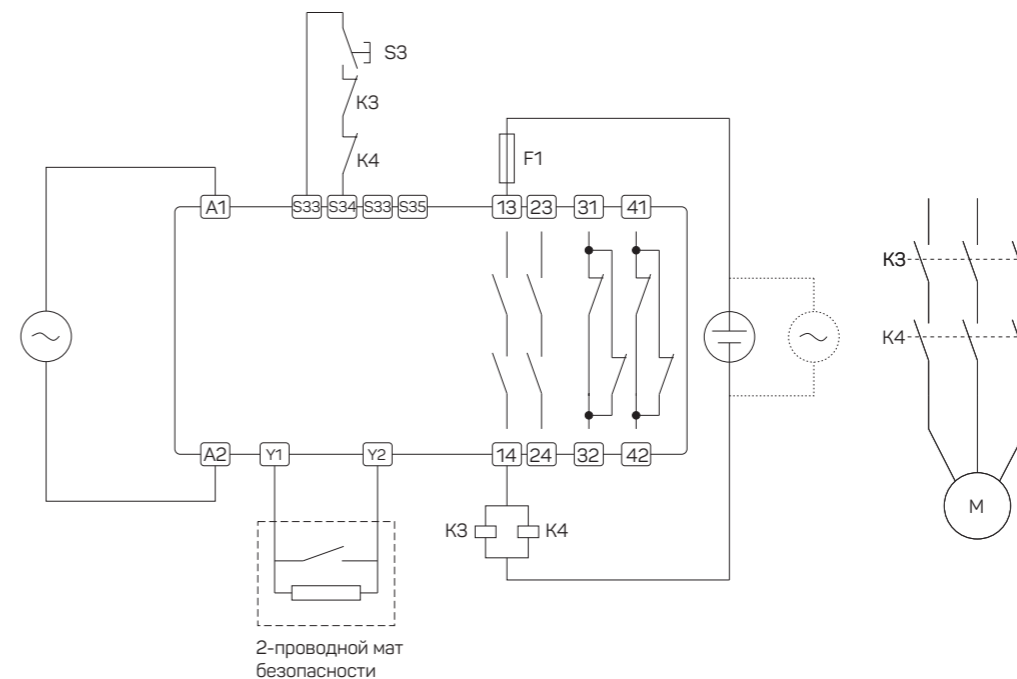 S3
K3
K4
F1
A1 S33 S34 S33 S35 13 23 31 41
K3
K4
A2 Y1 Y2 14 24 32 42
K3 K4
M
2-проводной мат
безопасности